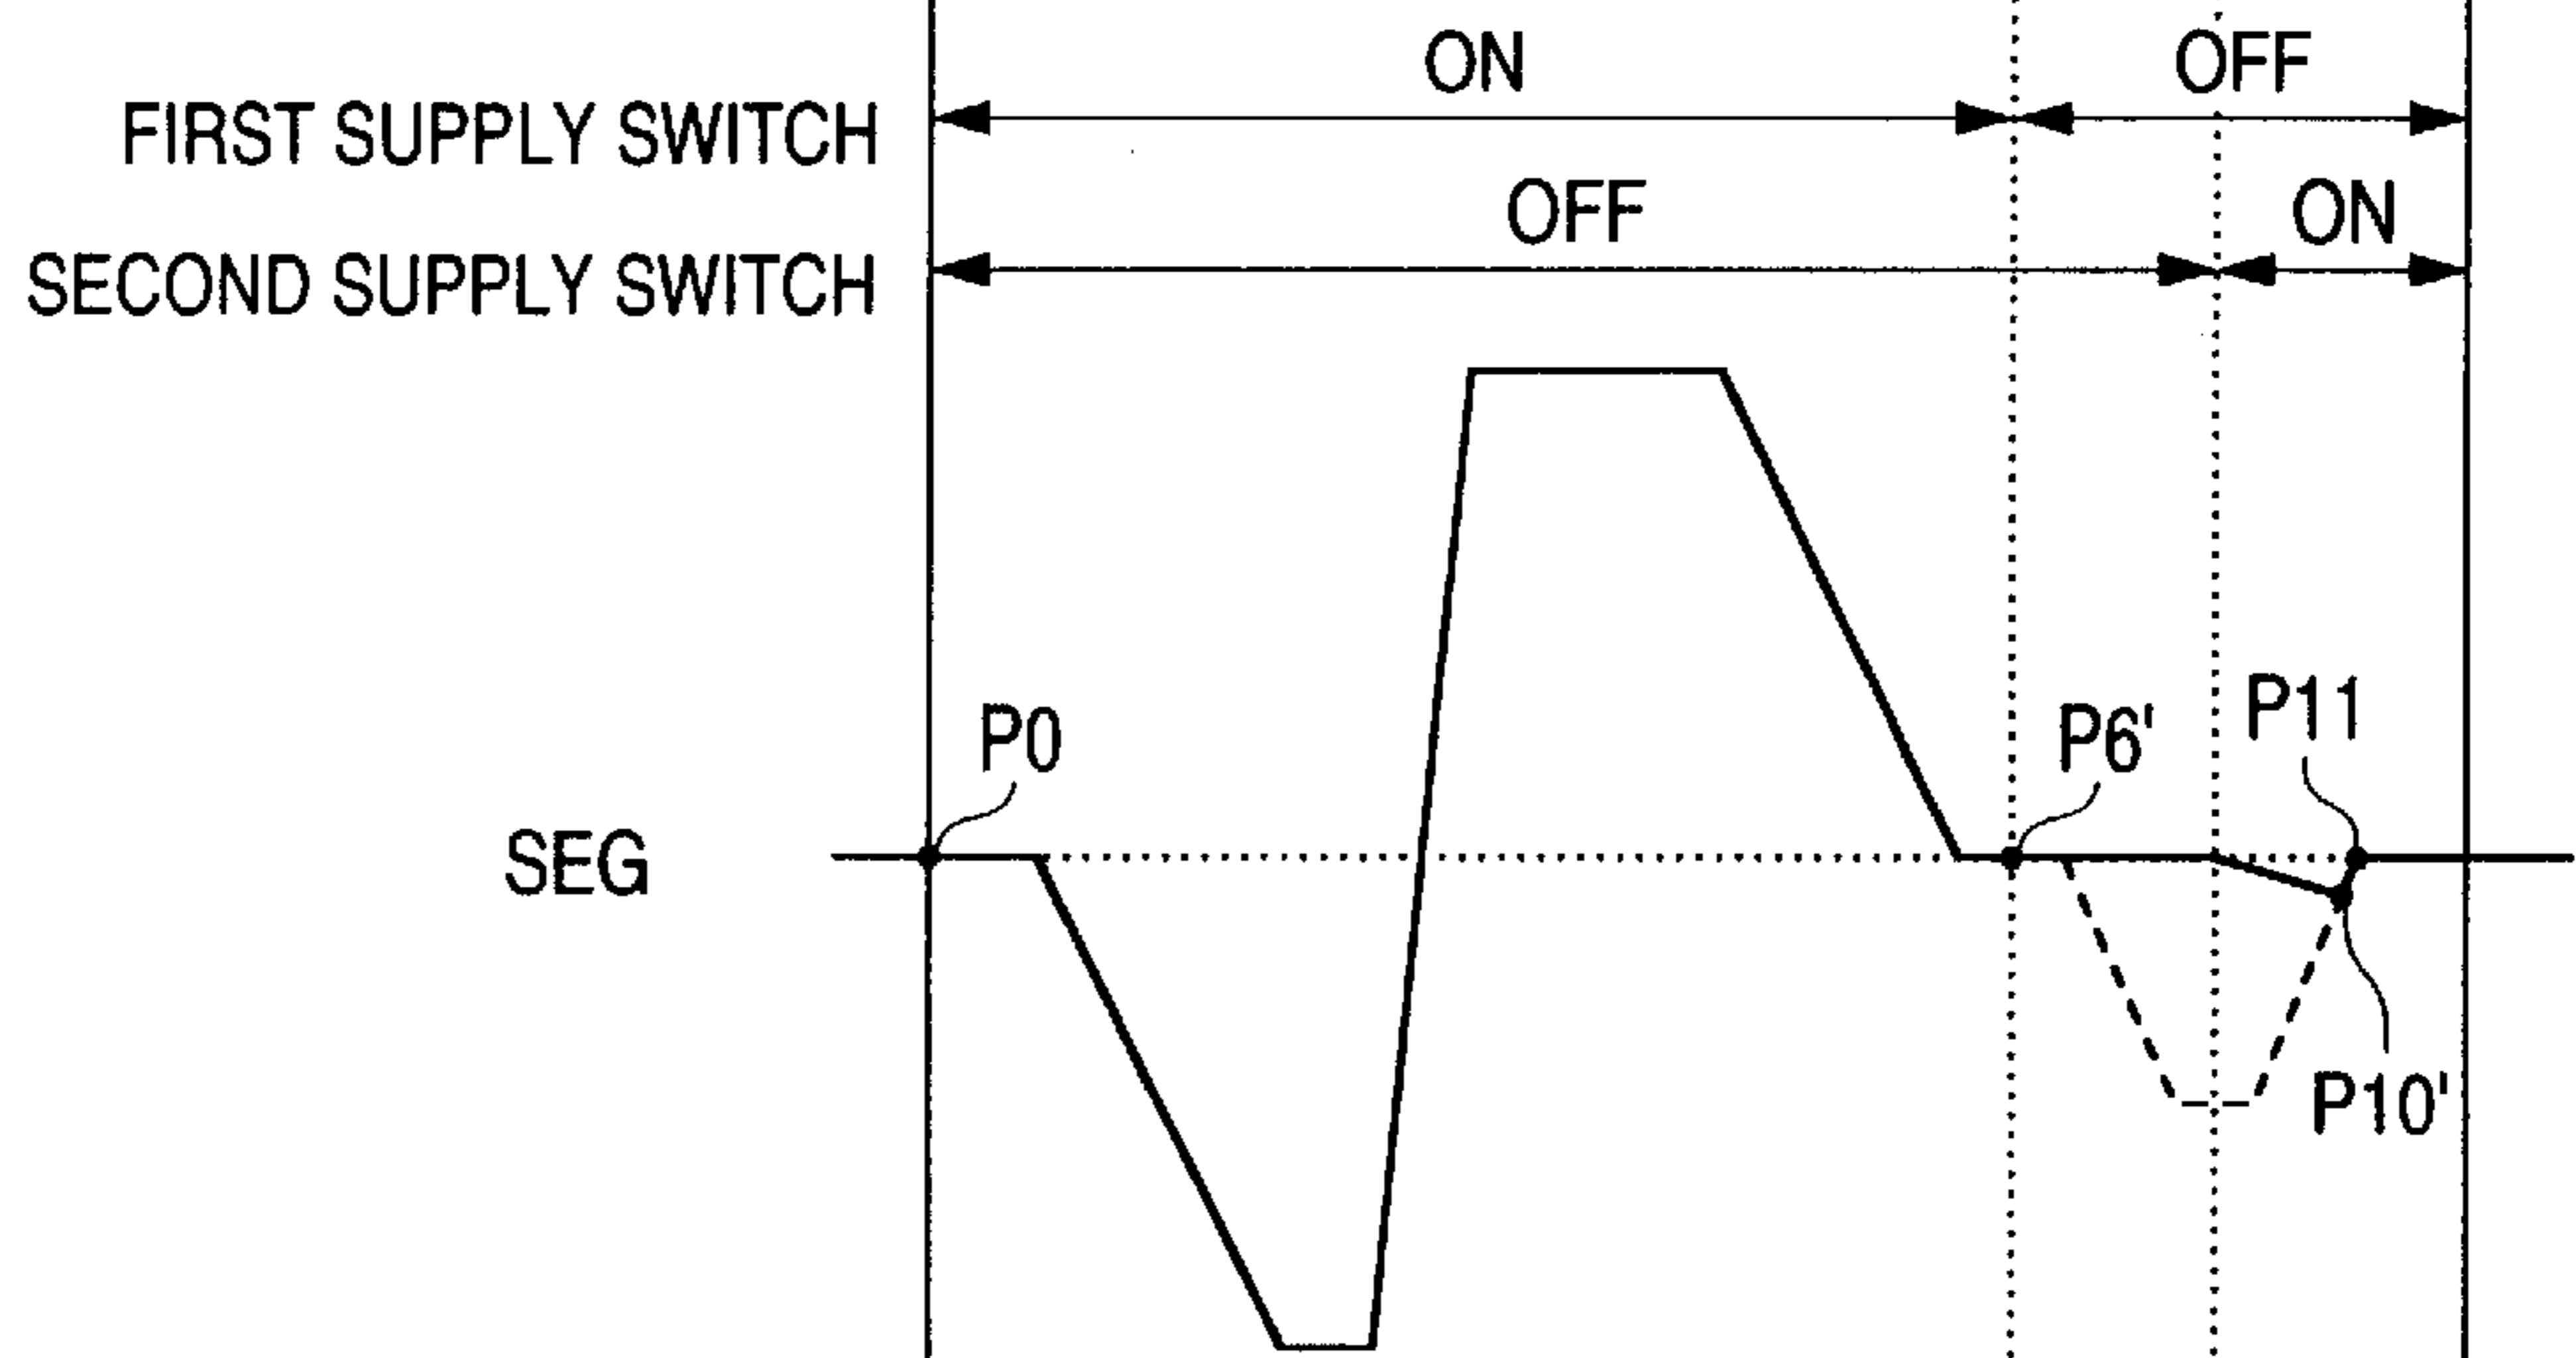 ON OFF
FIRST SUPPLY SWITCH
OFF ON
SECOND SUPPLY SWITCH
P0 P6' P11
SEG
P10'